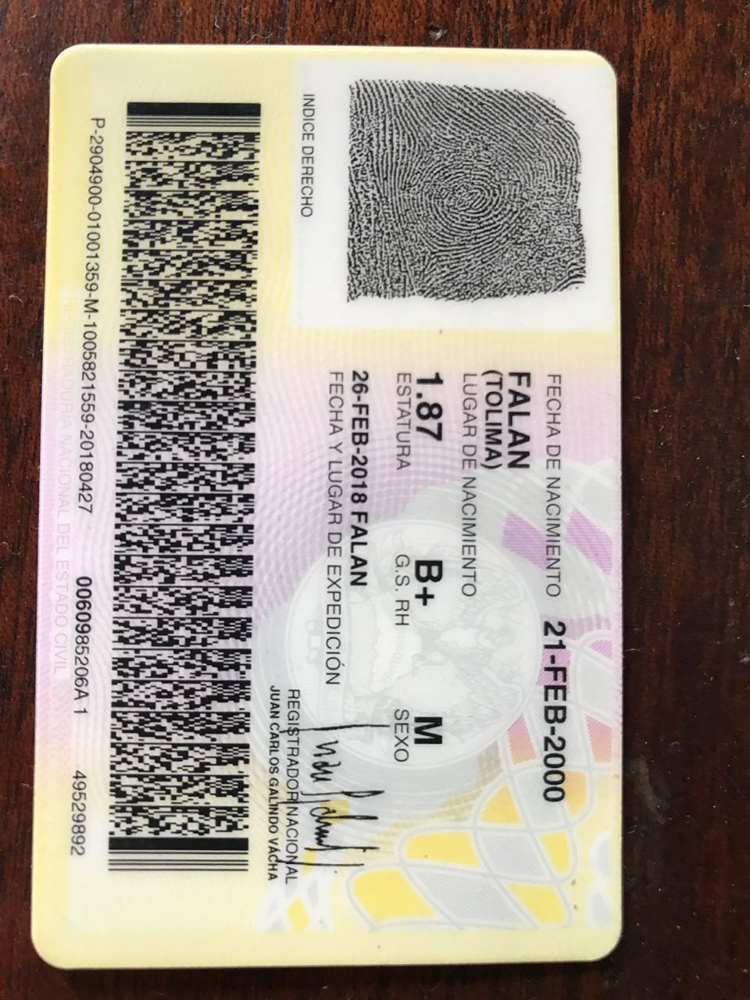 FECHA DE NACIMIENTO 21-FEB-2000
FALAN
(TOLIMA)
LUGAR DE NACIMIENTO
1.87 B+ M
ESTATURA G.S. RH SEXO
26-FEB-2018 FALAN
FECHA Y LUGAR DE EXPEDICIÓN
INDICE DERECHO
REGISTRADOR NACIONAL
JUAN CARLOS GALINDO VÁCHA
P-2904900-01001359-M-1005821559-20180427 0060985206A 1 49529892
REGISTRADURIA NACIONAL DEL ESTADO CIVIL